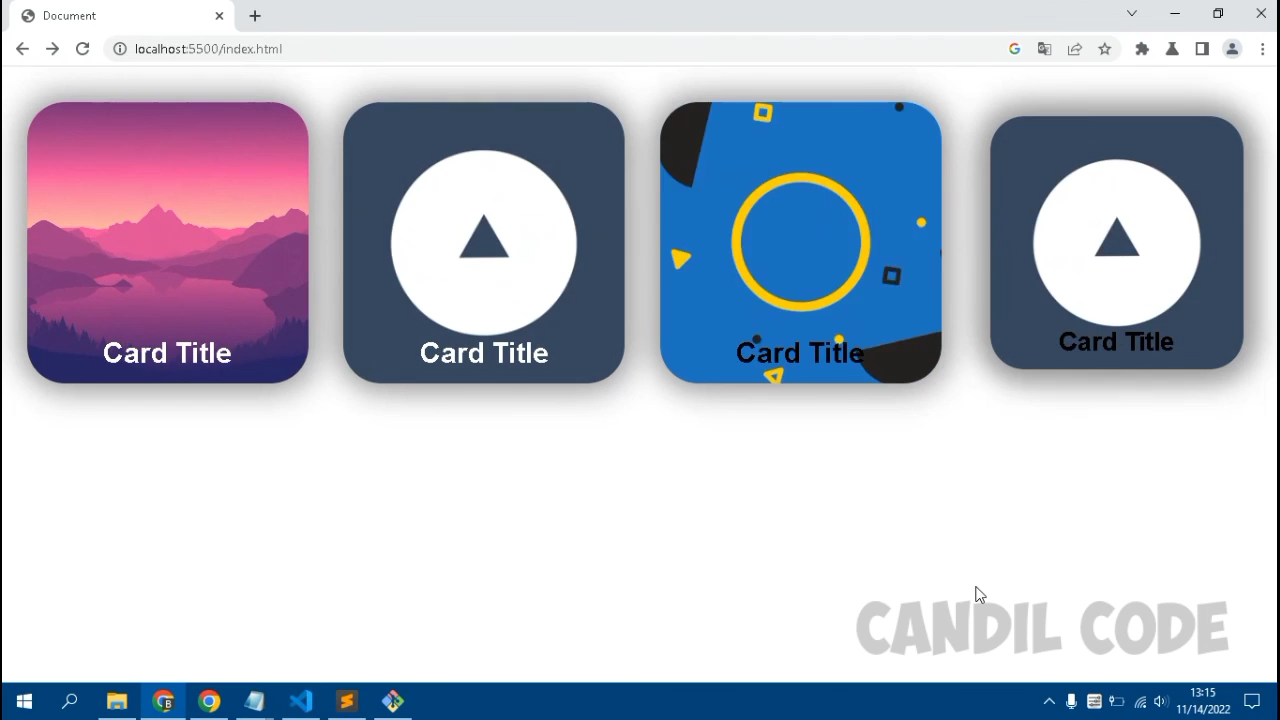 Document
localhost:5500/index.html
Card Title
Card Title
Card Title
Card Title
CANDIL CODE
13:15
11/14/2022